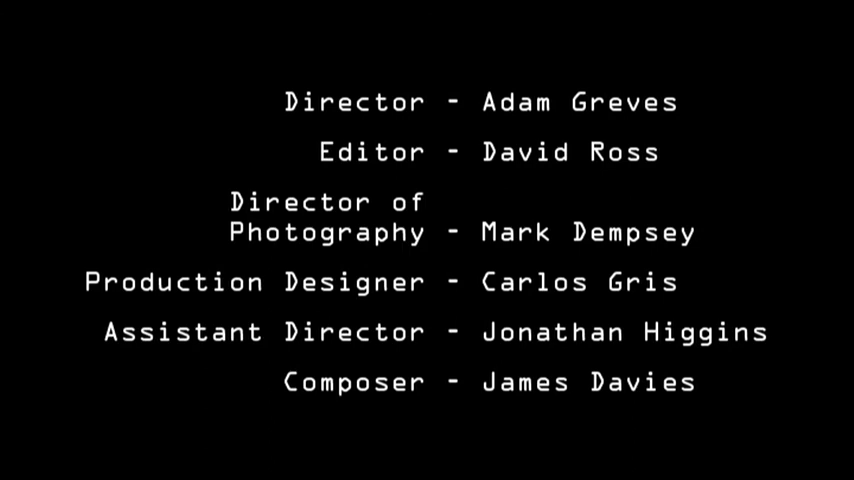 Director - Adam Greves
Editor - David Ross
Director of
Photography - Mark Dempsey
Production Designer - Carlos Gris
Assistant Director - Jonathan Higgins
Composer - James Davies